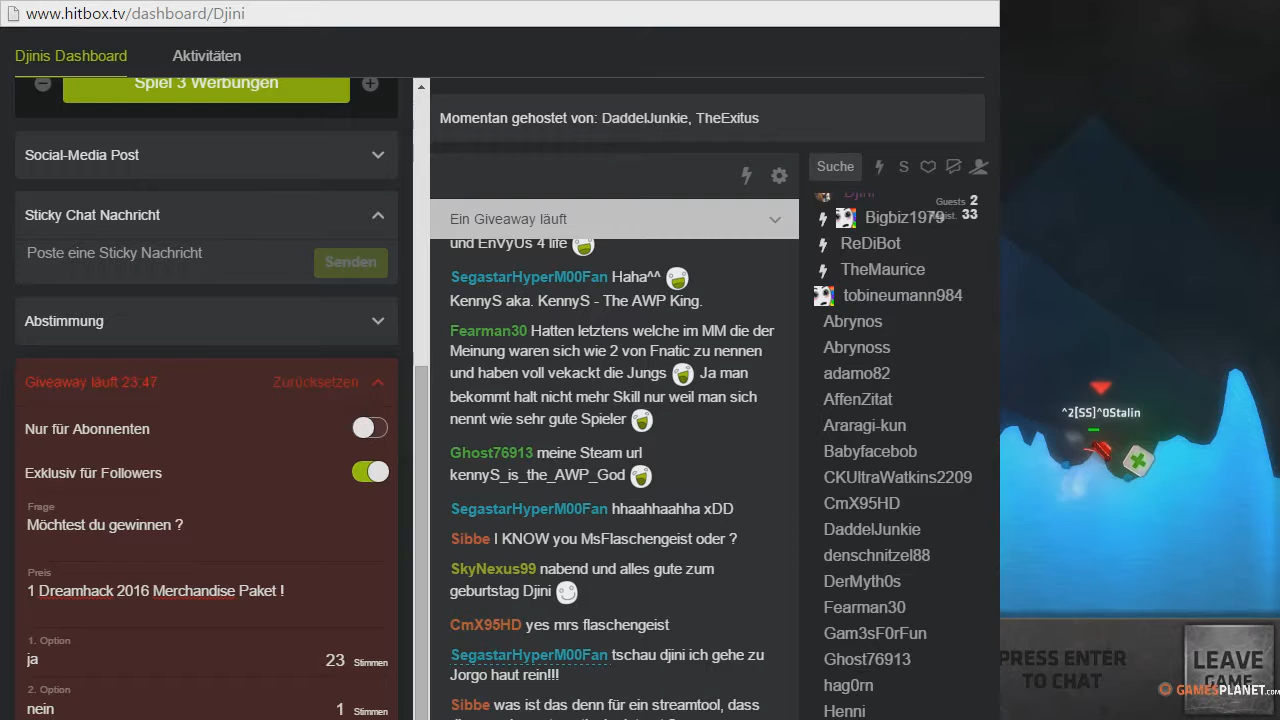 www.hitbox.tv/dashboard/Djini
Djinis Dashboard
Aktivitäten
Spiel 3 Werbungen
Social-Media Post
Sticky Chat Nachricht
Poste eine Sticky Nachricht
Senden
Abstimmung
Giveaway läuft 23:47
Zurücksetzen
Nur für Abonnenten
Exklusiv für Followers
Frage
Möchtest du gewinnen ?
Preis
1 Dreamhack 2016 Merchandise Paket !
1. Option
ja
23 Stimmen
2. Option
nein
1 Stimmen
Momentan gehostet von: DaddelJunkie, TheExitus
Ein Giveaway läuft
und EnVyUs 4 life
SegastarHyperM00Fan Haha^^
KennyS aka. KennyS - The AWP King.
Fearman30 Hatten letztens welche im MM die der
Meinung waren sich wie 2 von Fnatic zu nennen
und haben voll vekackt die Jungs Ja man
bekommt halt nicht mehr Skill nur weil man sich
nennt wie sehr gute Spieler
Ghost76913 meine Steam url
kennyS_is_the_AWP_God
SegastarHyperM00Fan hhaahhaahha xDD
Sibbe I KNOW you MsFlaschengeist oder ?
SkyNexus99 nabend und alles gute zum
geburtstag Djini
CmX95HD yes mrs flaschengeist
SegastarHyperM00Fan tschau djini ich gehe zu
Jorgo haut rein!!!
Sibbe was ist das denn für ein streamtool, dass
Suche
S
Djini
Guests 2
33
Bigbiz1979
ReDiBot
TheMaurice
tobineumann984
Abrynos
Abrynoss
adamo82
AffenZitat
Araragi-kun
Babyfacebob
CKUltraWatkins2209
CmX95HD
DaddelJunkie
denschnitzel88
DerMyth0s
Fearman30
Gam3sF0rFun
Ghost76913
hag0rn
Henni
^2[SS]^0Stalin
PRESS ENTER
TO CHAT
LEAVE
GAME
GAMESPLANET.COM